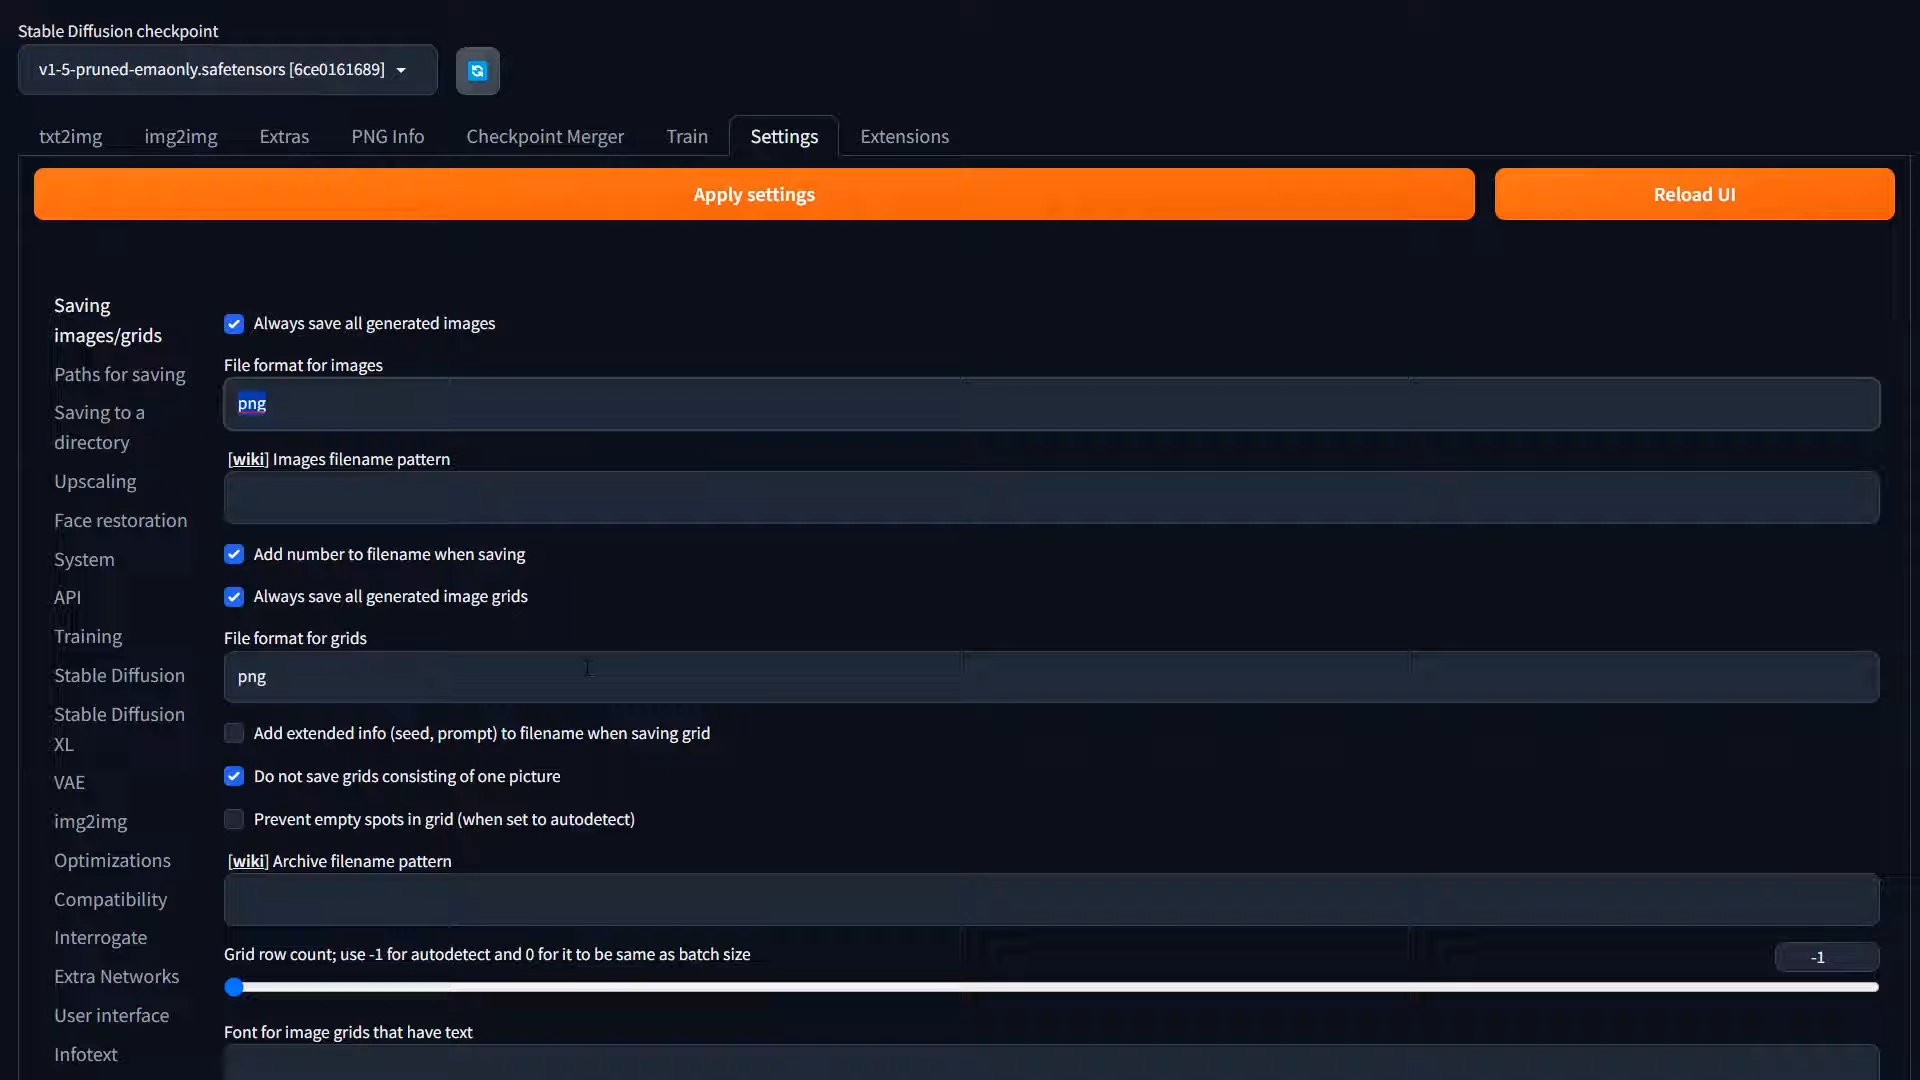 Stable Diffusion checkpoint
v1-5-pruned-emaonly.safetensors [6ce0161689]
txt2img
img2img
Extras
PNG Info
Checkpoint Merger
Train
Settings
Extensions
Apply settings
Reload UI
Saving
images/grids
Paths for saving
Saving to a
directory
Upscaling
Face restoration
System
API
Training
Stable Diffusion
Stable Diffusion
XL
VAE
img2img
Optimizations
Compatibility
Interrogate
Extra Networks
User interface
Infotext
Always save all generated images
File format for images
png
[wiki] Images filename pattern
Add number to filename when saving
Always save all generated image grids
File format for grids
png
Add extended info (seed, prompt) to filename when saving grid
Do not save grids consisting of one picture
Prevent empty spots in grid (when set to autodetect)
[wiki] Archive filename pattern
Grid row count; use -1 for autodetect and 0 for it to be same as batch size
-1
Font for image grids that have text